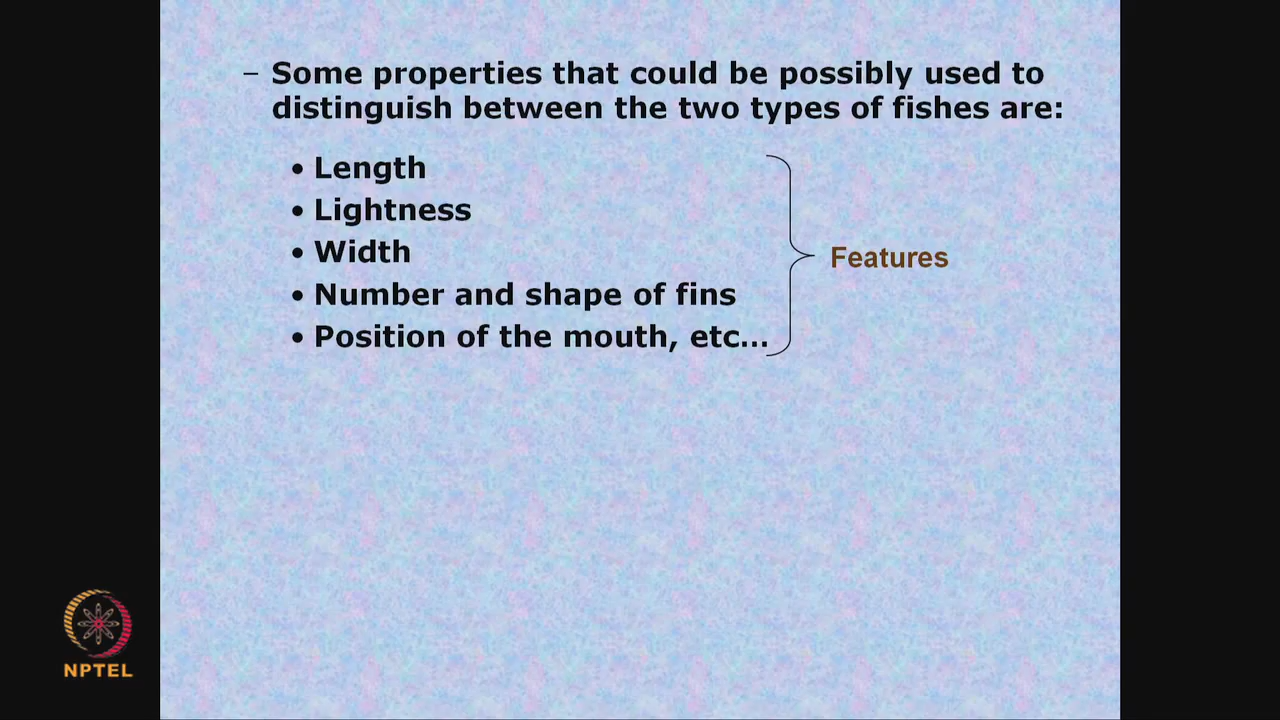 – Some properties that could be possibly used to
distinguish between the two types of fishes are:
• Length
• Lightness
• Width
• Number and shape of fins
• Position of the mouth, etc…
Features
NPTEL